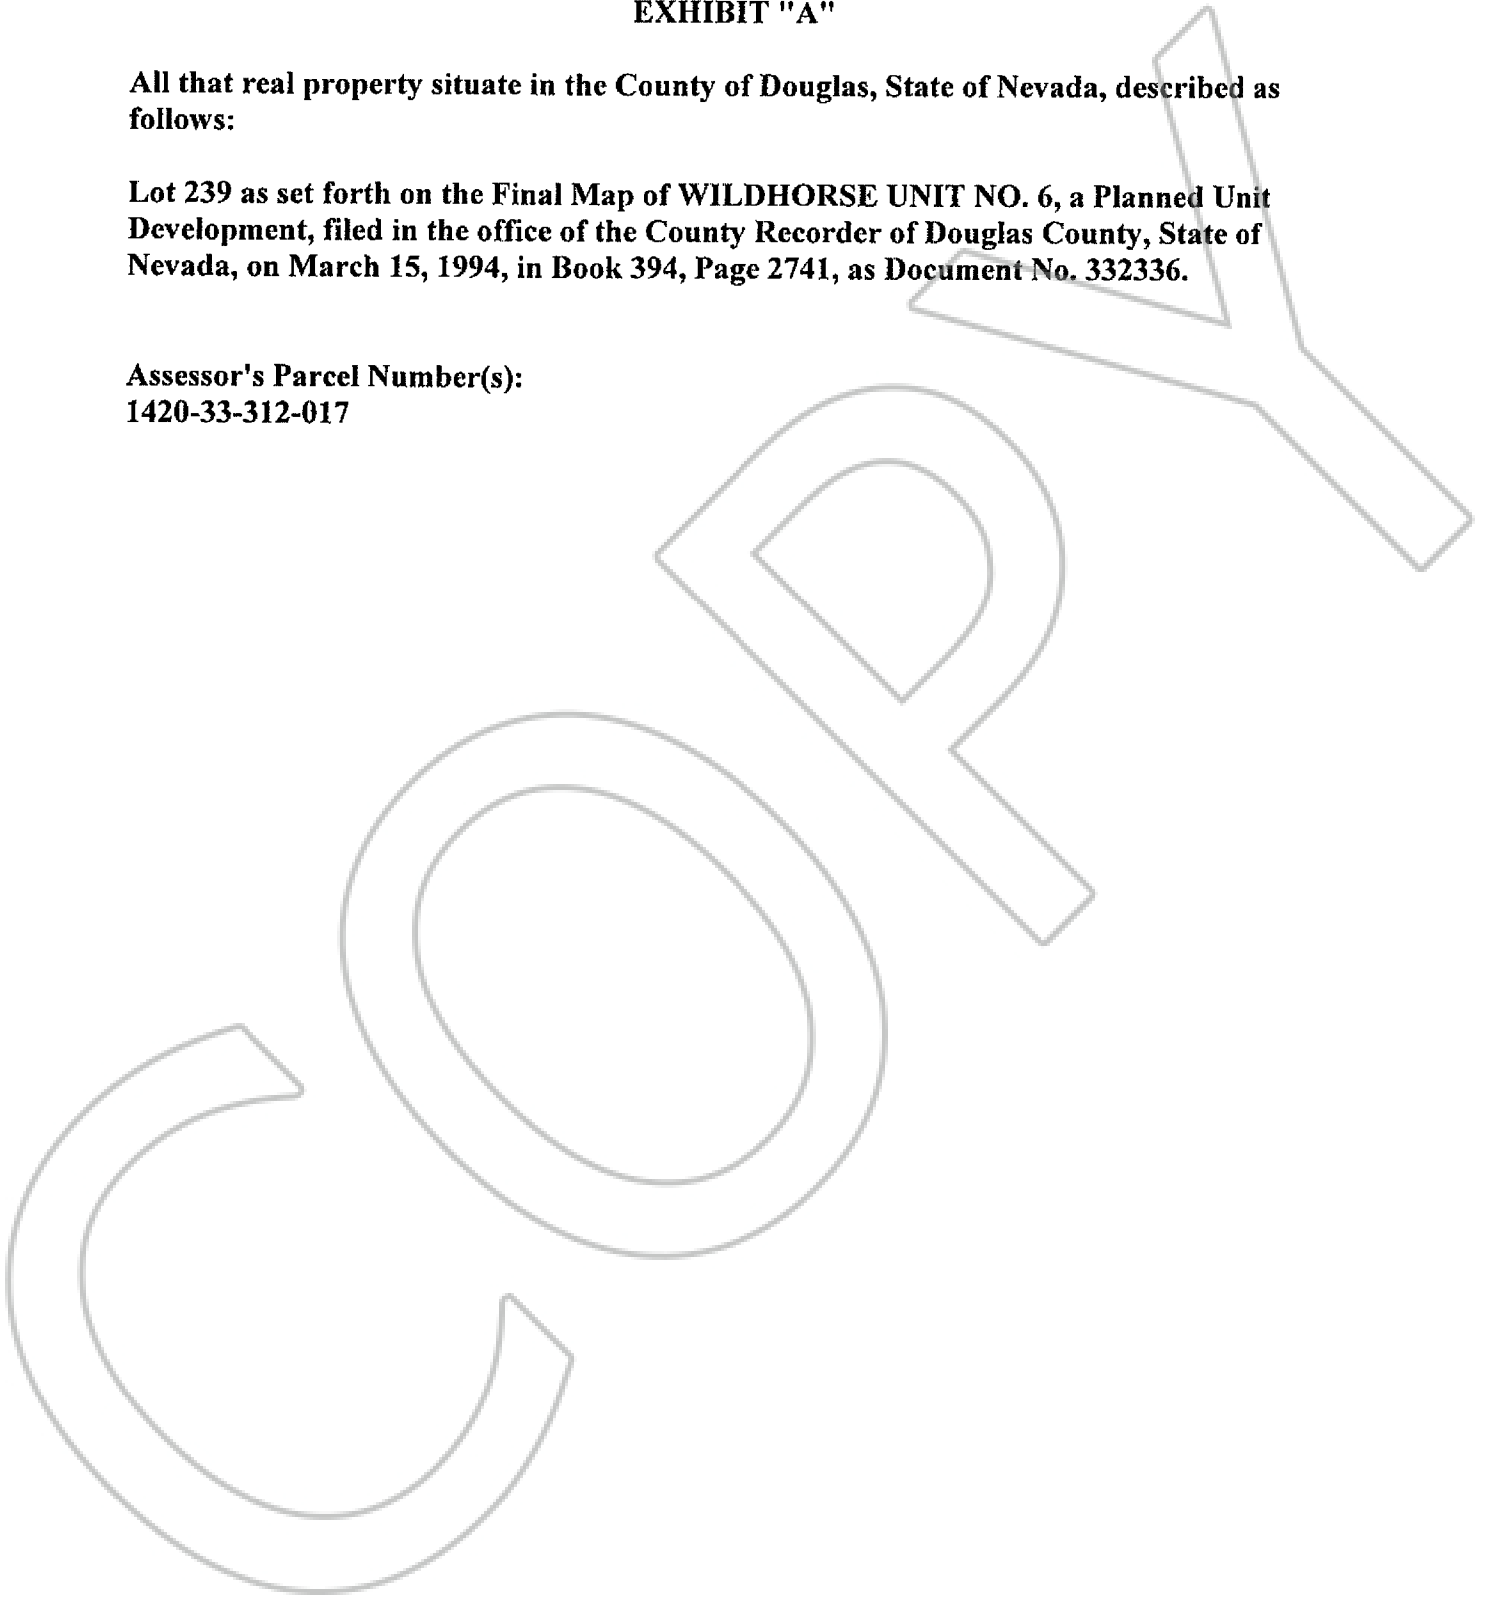 EXHIBIT "A"
All that real property situate in the County of Douglas, State of Nevada, described as
follows:
Lot 239 as set forth on the Final Map of WILDHORSE UNIT NO. 6, a Planned Unit
Development, filed in the office of the County Recorder of Douglas County, State of
Nevada, on March 15, 1994, in Book 394, Page 2741, as Document No. 332336.
Assessor's Parcel Number(s):
1420-33-312-017
COPY